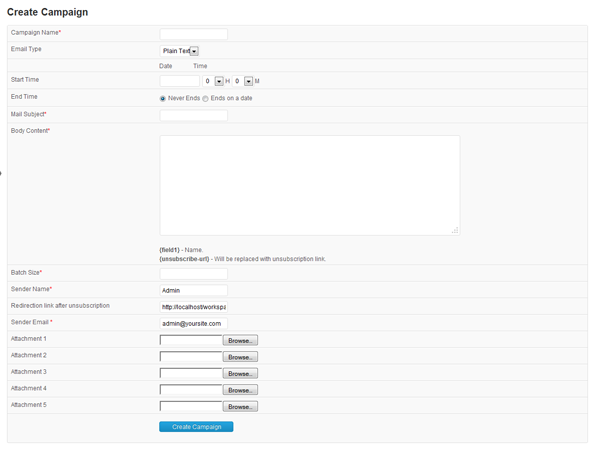 Create Campaign
Campaign Name*
Email Type Plain Text
Date Time
Start Time 0 H 0 M
End Time Never Ends Ends on a date
Mail Subject*
Body Content*
{field1} - Name.
{unsubscribe-url} - Will be replaced with unsubscription link.
Batch Size*
Sender Name* Admin
Redirection link after unsubscription http://localhost/workspa
Sender Email * admin@yoursite.com
Attachment 1 Browse..
Attachment 2 Browse..
Attachment 3 Browse..
Attachment 4 Browse..
Attachment 5 Browse..
Create Campaign